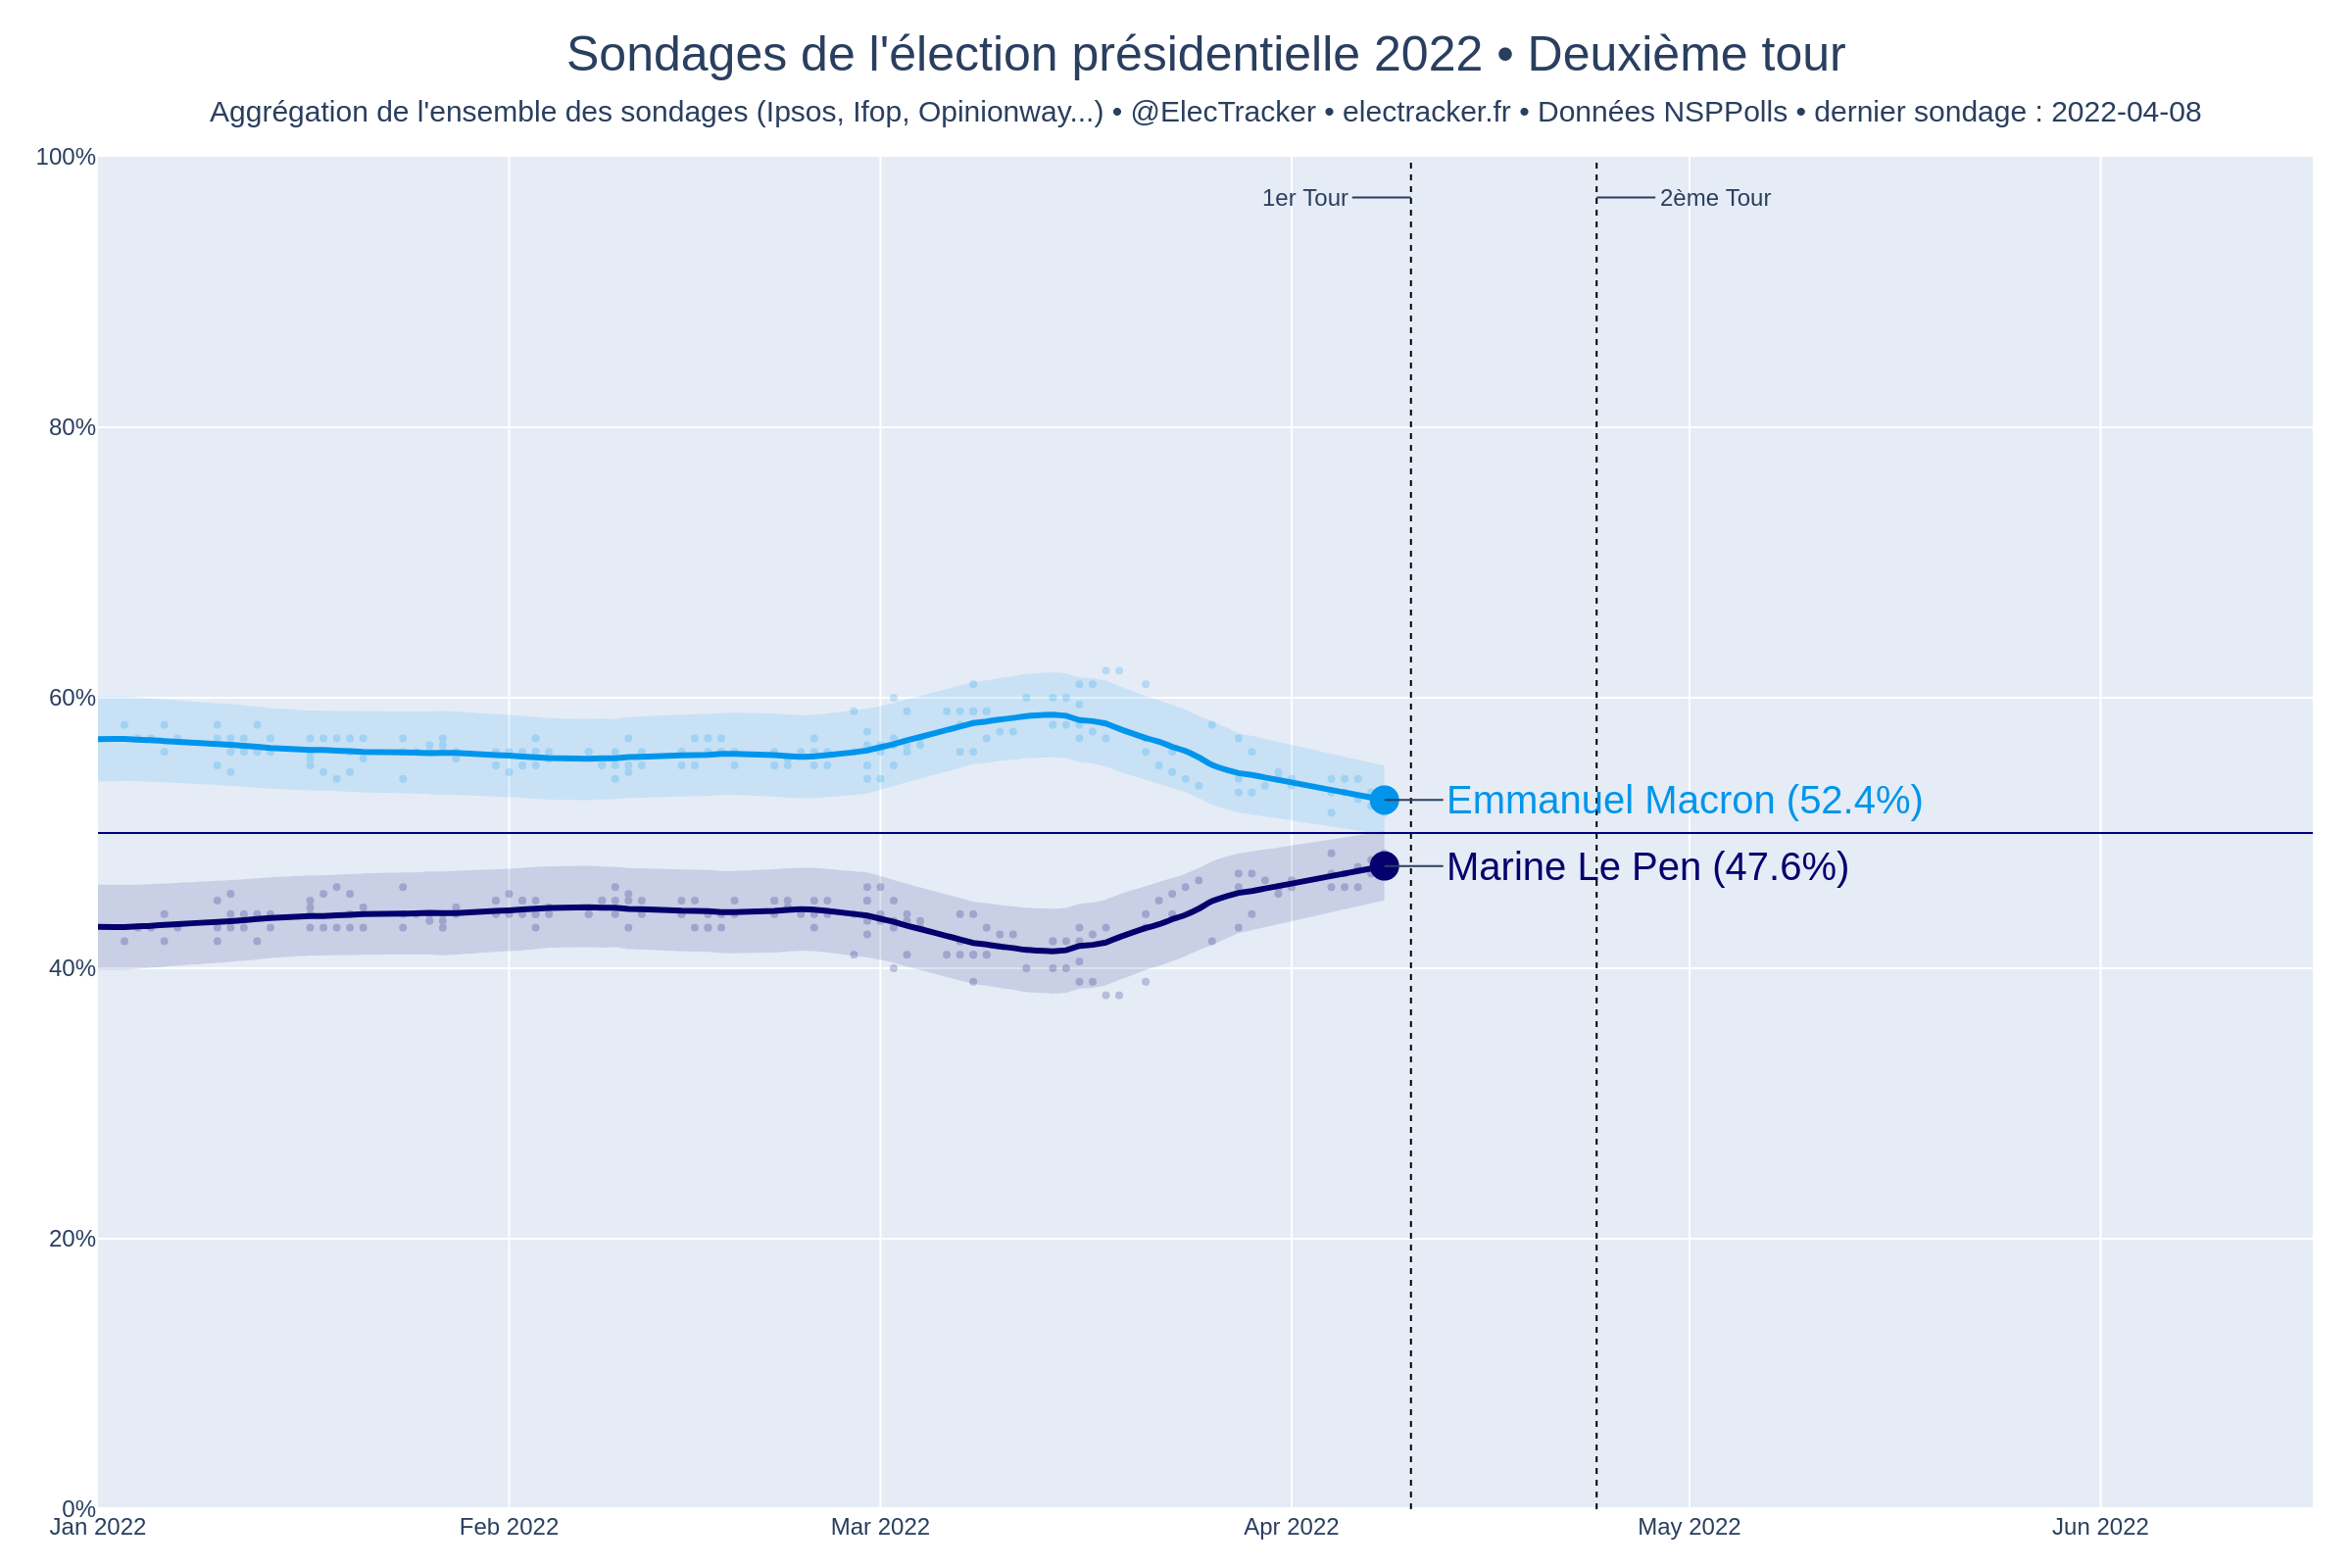 Sondages de l'élection présidentielle 2022 • Deuxième tour
Aggrégation de l'ensemble des sondages (Ipsos, Ifop, Opinionway...) • @ElecTracker • electracker.fr • Données NSPPolls • dernier sondage : 2022-04-08
100%
1er Tour
2ème Tour
80%
60%
Emmanuel Macron (52.4%)
Marine Le Pen (47.6%)
40%
20%
0%
Jan 2022
Feb 2022
Mar 2022
Apr 2022
May 2022
Jun 2022